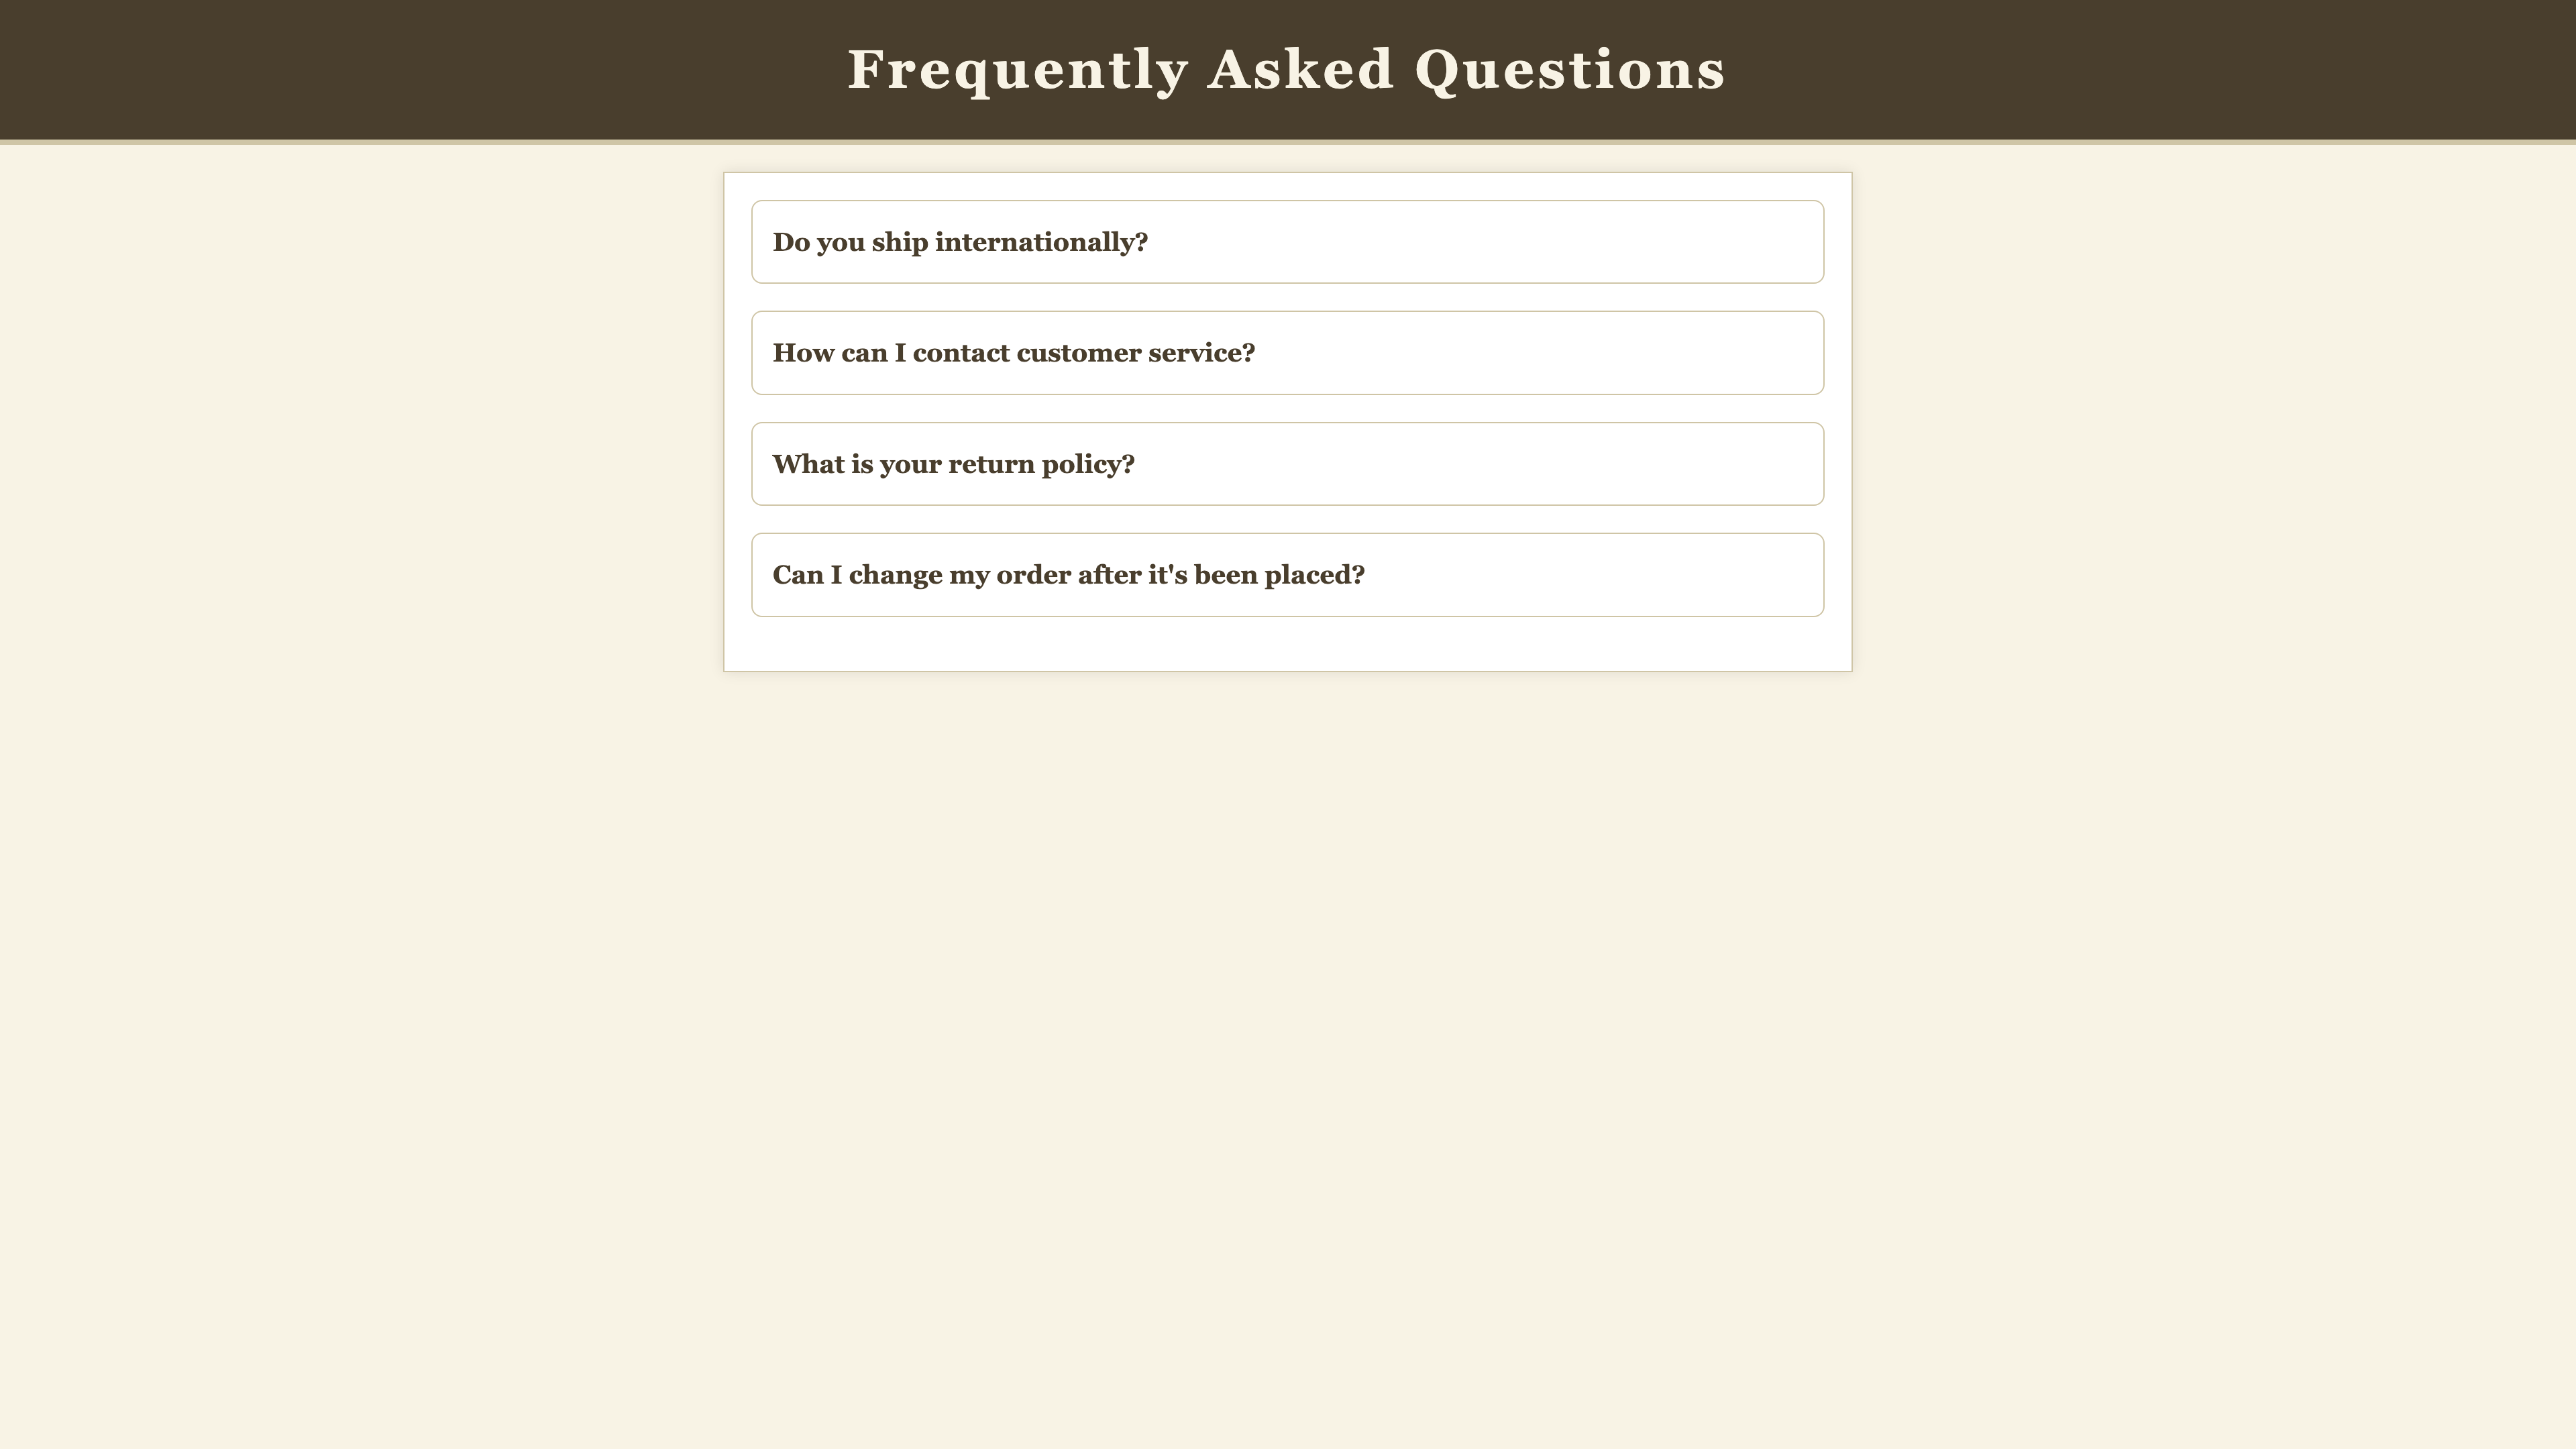 Frequently Asked Questions
Do you ship internationally?
How can I contact customer service?
What is your return policy?
Can I change my order after it's been placed?